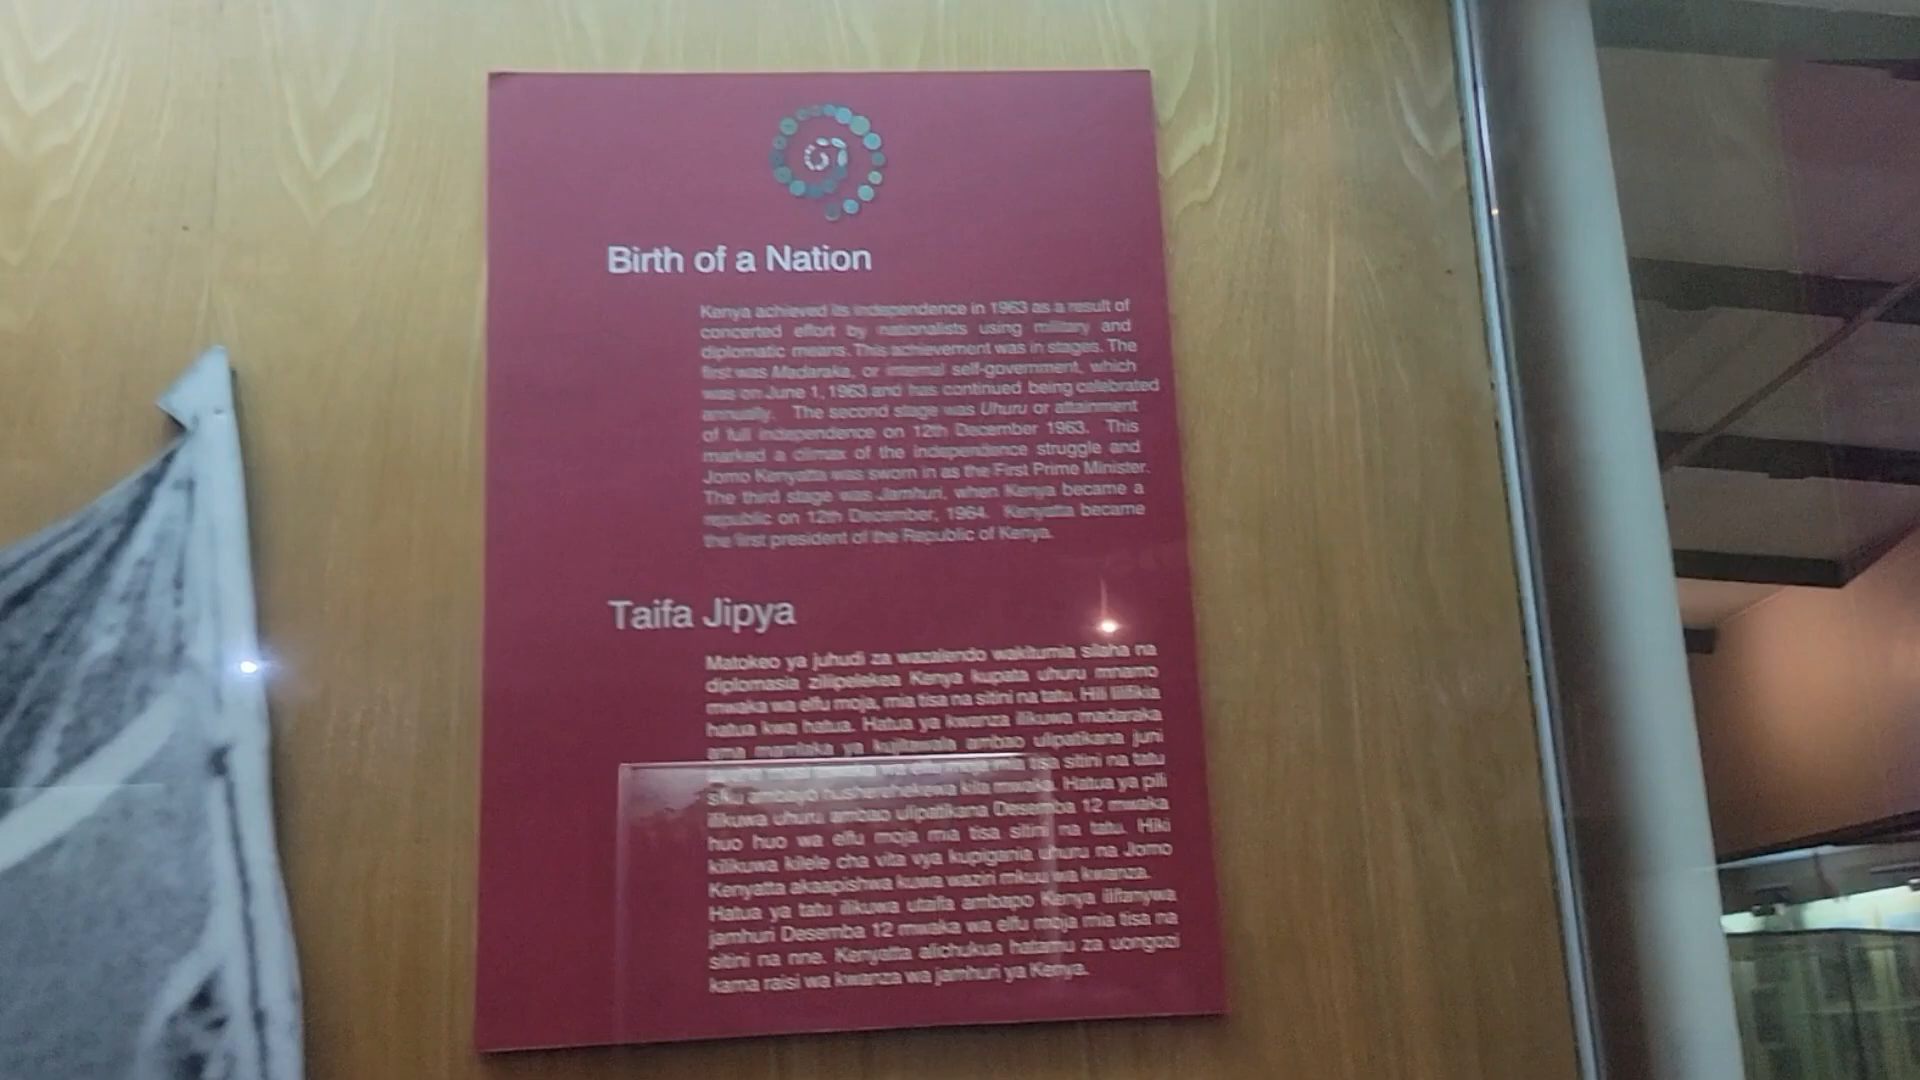 Birth of a Nation
Kenya achieved its independence in 1963 as a result of
concerted effort by nationalists using military and
diplomatic means. This achievement was in stages. The
first was Madaraka, or internal self-government, which
was on June 1, 1963 and has continued being celebrated
annually. The second stage was Uhuru or attainment
of full independence on 12th December 1963. This
marked a climax of the independence struggle and
Jomo Kenyatta was sworn in as the First Prime Minister.
The third stage was Jamhuri, when Kenya became a
republic on 12th December, 1964. Kenyatta became
the first president of the Republic of Kenya.
Taifa Jipya
Matokeo ya juhudi za wazalendo wakitumia silaha na
diplomasia ziliipelekea Kenya kupata uhuru mnamo
mwaka wa elfu moja, mia tisa na sitini na tatu. Hili lilifikia
hatua kwa hatua. Hatua ya kwanza ilikuwa madaraka
ama mamlaka ya kujitawala ambao ulipatikana juni
wa elfu moja mia tisa sitini na tatu
siku ambayo husherehekewa kila mwaka. Hatua ya pili
ilikuwa uhuru ambao ulipatikana Desemba 12 mwaka
huo huo wa elfu moja mia tisa sitini na tatu. Hiki
kilikuwa kilele cha vita vya kupigania uhuru na Jomo
Kenyatta akaapishwa kuwa waziri mkuu wa kwanza.
Hatua ya tatu ilikuwa utaifa ambapo Kenya ilifanywa
jamhuri Desemba 12 mwaka wa elfu moja mia tisa na
sitini na nne. Kenyatta alichukua hatamu za uongozi
kama raisi wa kwanza wa jamhuri ya Kenya.